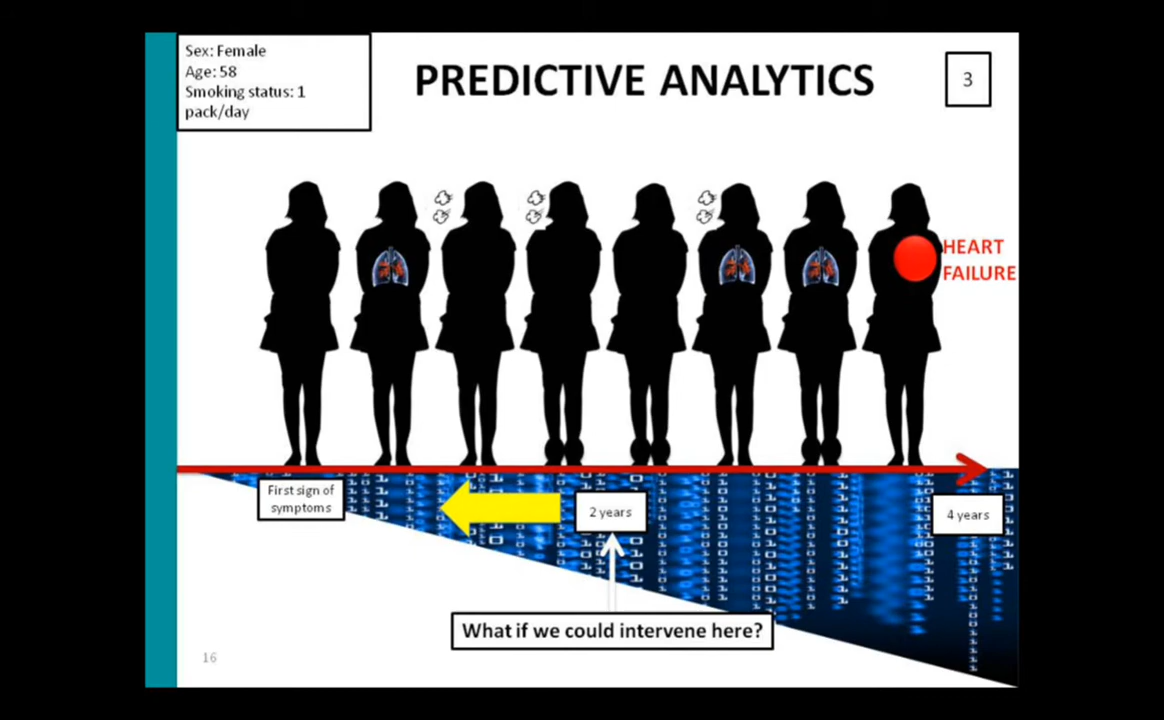 Sex: Female
Age: 58
Smoking status: 1
pack/day
PREDICTIVE ANALYTICS
3
HEART
FAILURE
First sign of
symptoms
2 years
4 years
What if we could intervene here?
16